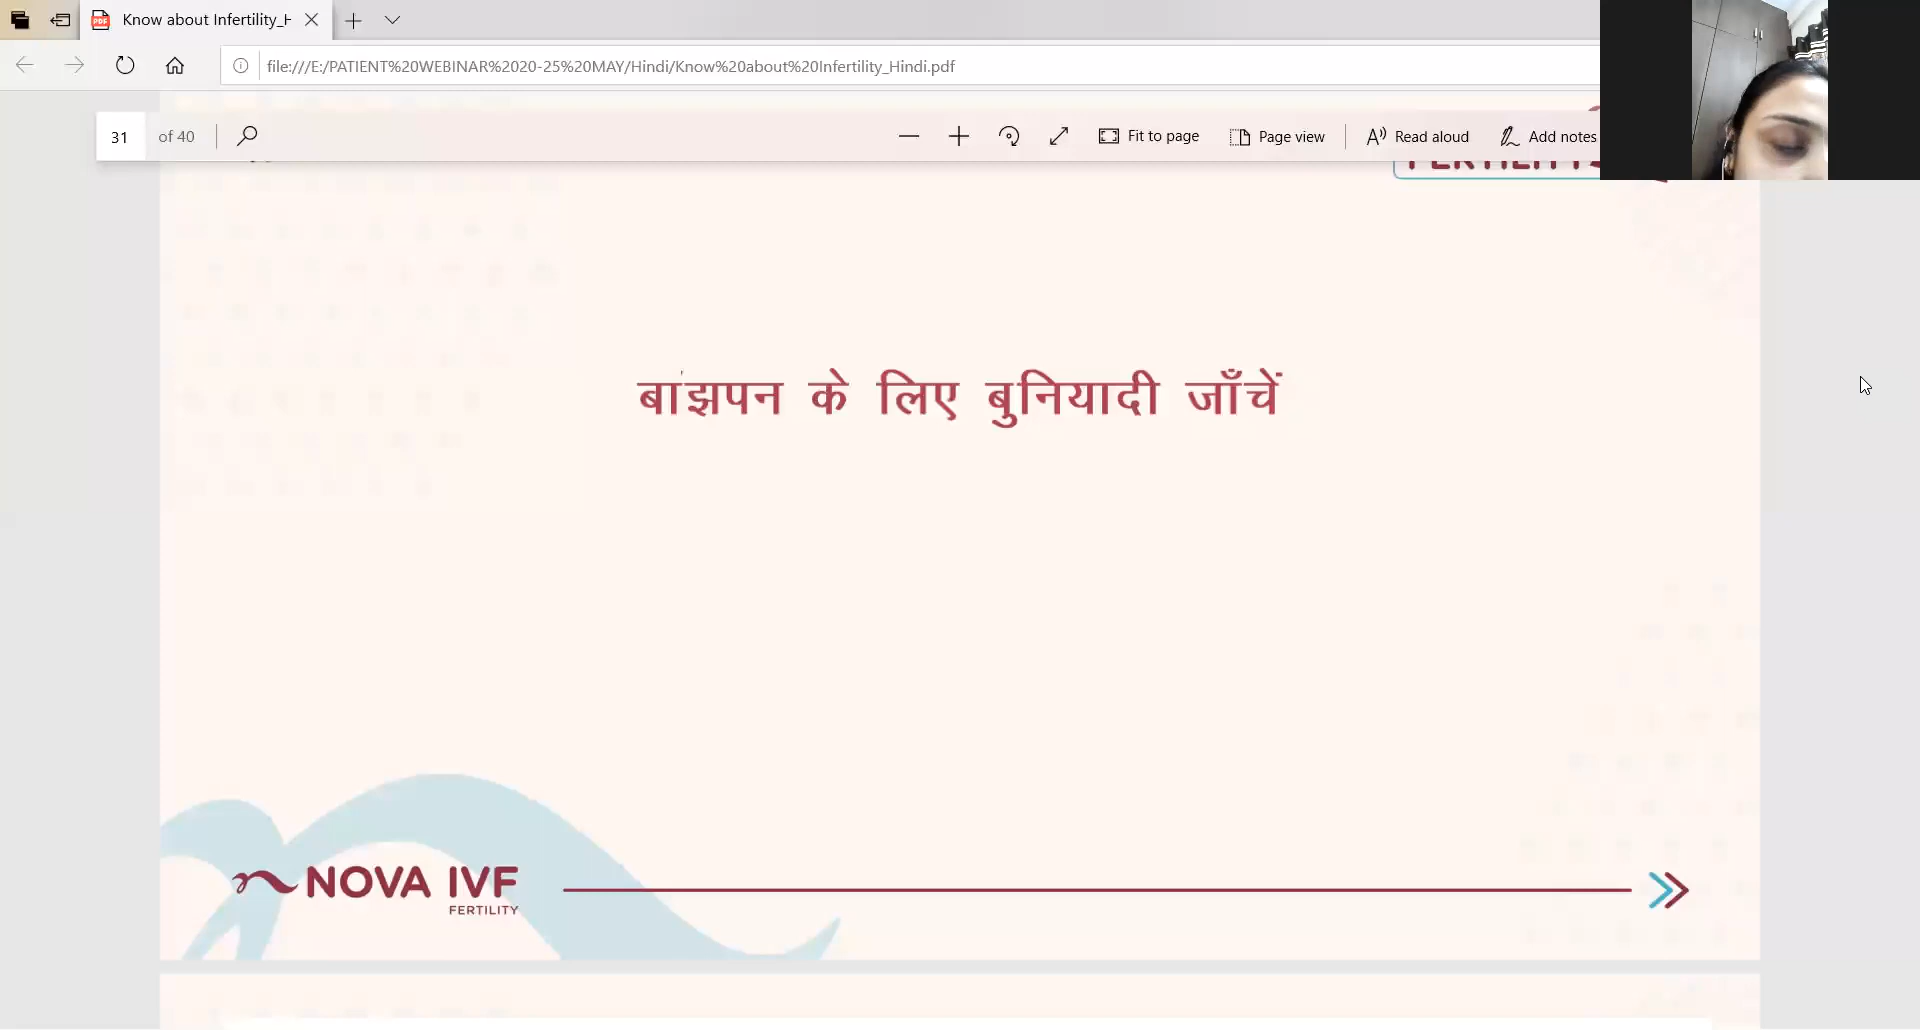 Know about Infertility_H
file:///E:/PATIENT%20WEBINAR%2020-25%20MAY/Hindi/Know%20about%20Infertility_Hindi.pdf
31 of 40 Fit to page Page view Read aloud Add notes
बांझपन के लिए बुनियादी जाँचें
NOVA IVF
FERTILITY